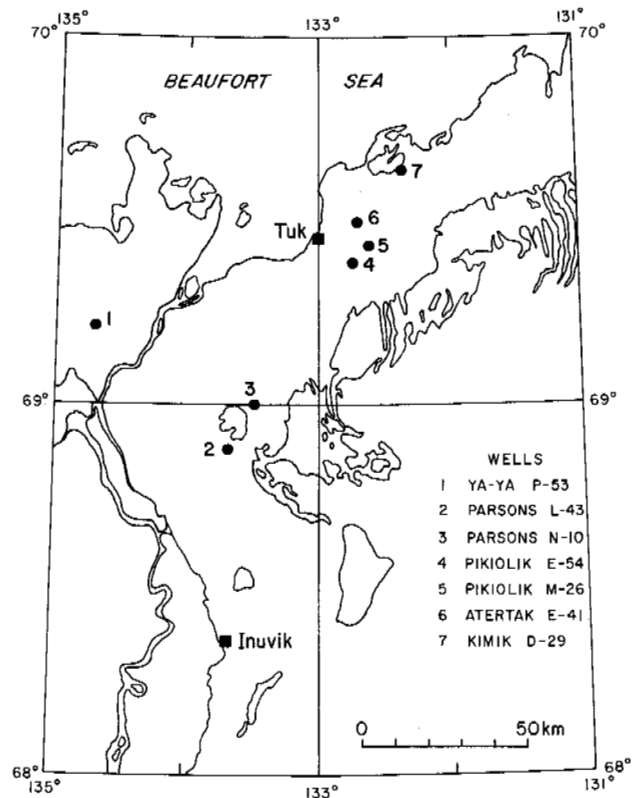 135° 133° 131°
70° 70°
BEAUFORT SEA
7
6
Tuk
5
4
1
3
69° 69°
2
WELLS
1 YA-YA P-53
2 PARSONS L-43
3 PARSONS N-10
4 PIKIOLIK E-54
5 PIKIOLIK M-26
6 ATERTAK E-41
7 KIMIK D-29
Inuvik
0 50km
68° 68°
135° 133° 131°